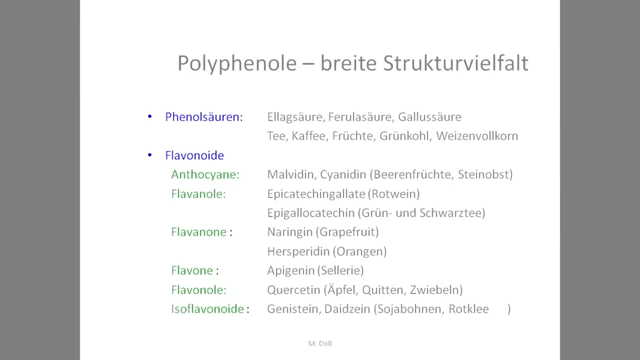 Polyphenole – breite Strukturvielfalt
• Phenolsäuren: Ellagsäure, Ferulasäure, Gallussäure
Tee, Kaffee, Früchte, Grünkohl, Weizenvollkorn
• Flavonoide
Anthocyane: Malvidin, Cyanidin (Beerenfrüchte, Steinobst)
Flavanole: Epicatechingallate (Rotwein)
Epigallocatechin (Grün- und Schwarztee)
Flavanone : Naringin (Grapefruit)
Hersperidin (Orangen)
Flavone : Apigenin (Sellerie)
Flavonole: Quercetin (Äpfel, Quitten, Zwiebeln)
Isoflavonoide : Genistein, Daidzein (Sojabohnen, Rotklee )
M. Döll